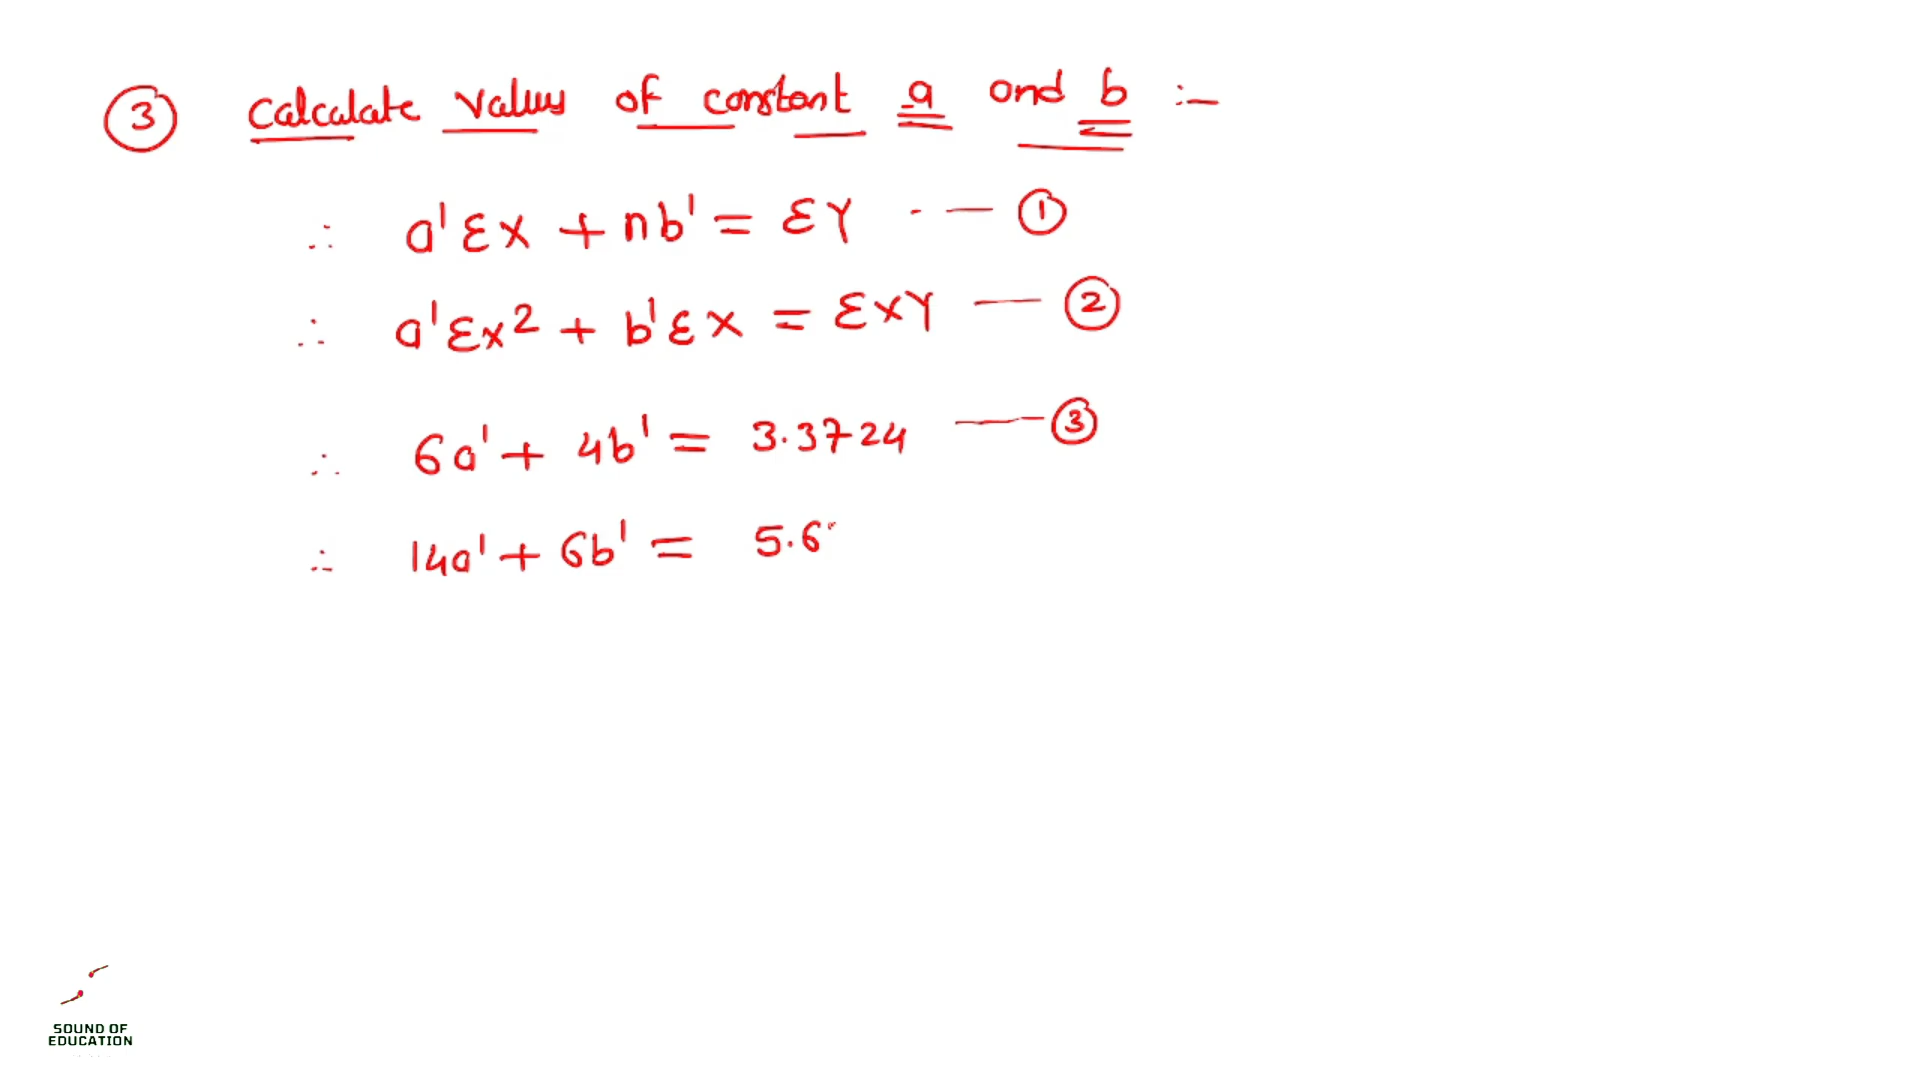 ③ Calculate values of constant a and b :-
∴ a'ΣX + nb' = ΣY -- ①
∴ a'Σx² + b'Σx = ΣXY — ②
∴ 6a' + 4b' = 3.3724 — ③
∴ 14a' + 6b' = 5.6
SOUND OF
EDUCATION